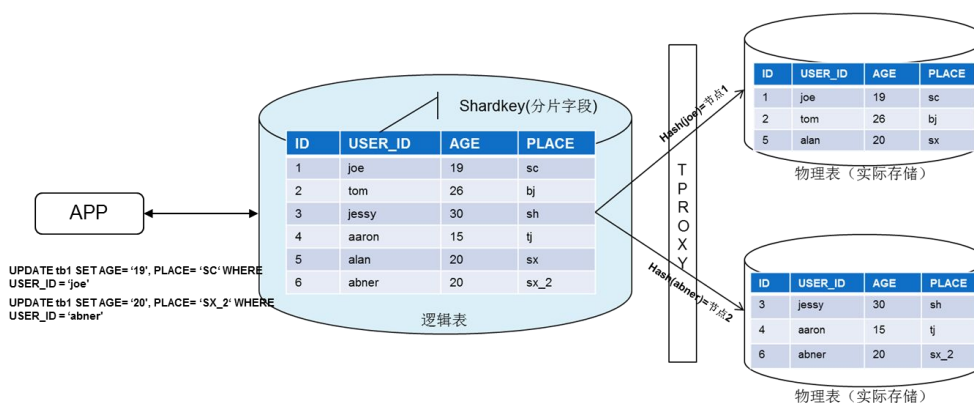 APP
UPDATE tb1 SET AGE= ‘19’, PLACE= ‘SC‘ WHERE
USER_ID = ‘joe’
UPDATE tb1 SET AGE= ‘20’, PLACE= ‘SX_2‘ WHERE
USER_ID = ‘abner’
Shardkey(分片字段)
ID USER_ID AGE PLACE
1 joe 19 sc
2 tom 26 bj
3 jessy 30 sh
4 aaron 15 tj
5 alan 20 sx
6 abner 20 sx_2
逻辑表
TPROXY
Hash(joe)=节点1
Hash(abner)=节点2
ID USER_ID AGE PLACE
1 joe 19 sc
2 tom 26 bj
5 alan 20 sx
物理表（实际存储）
ID USER_ID AGE PLACE
3 jessy 30 sh
4 aaron 15 tj
6 abner 20 sx_2
物理表（实际存储）